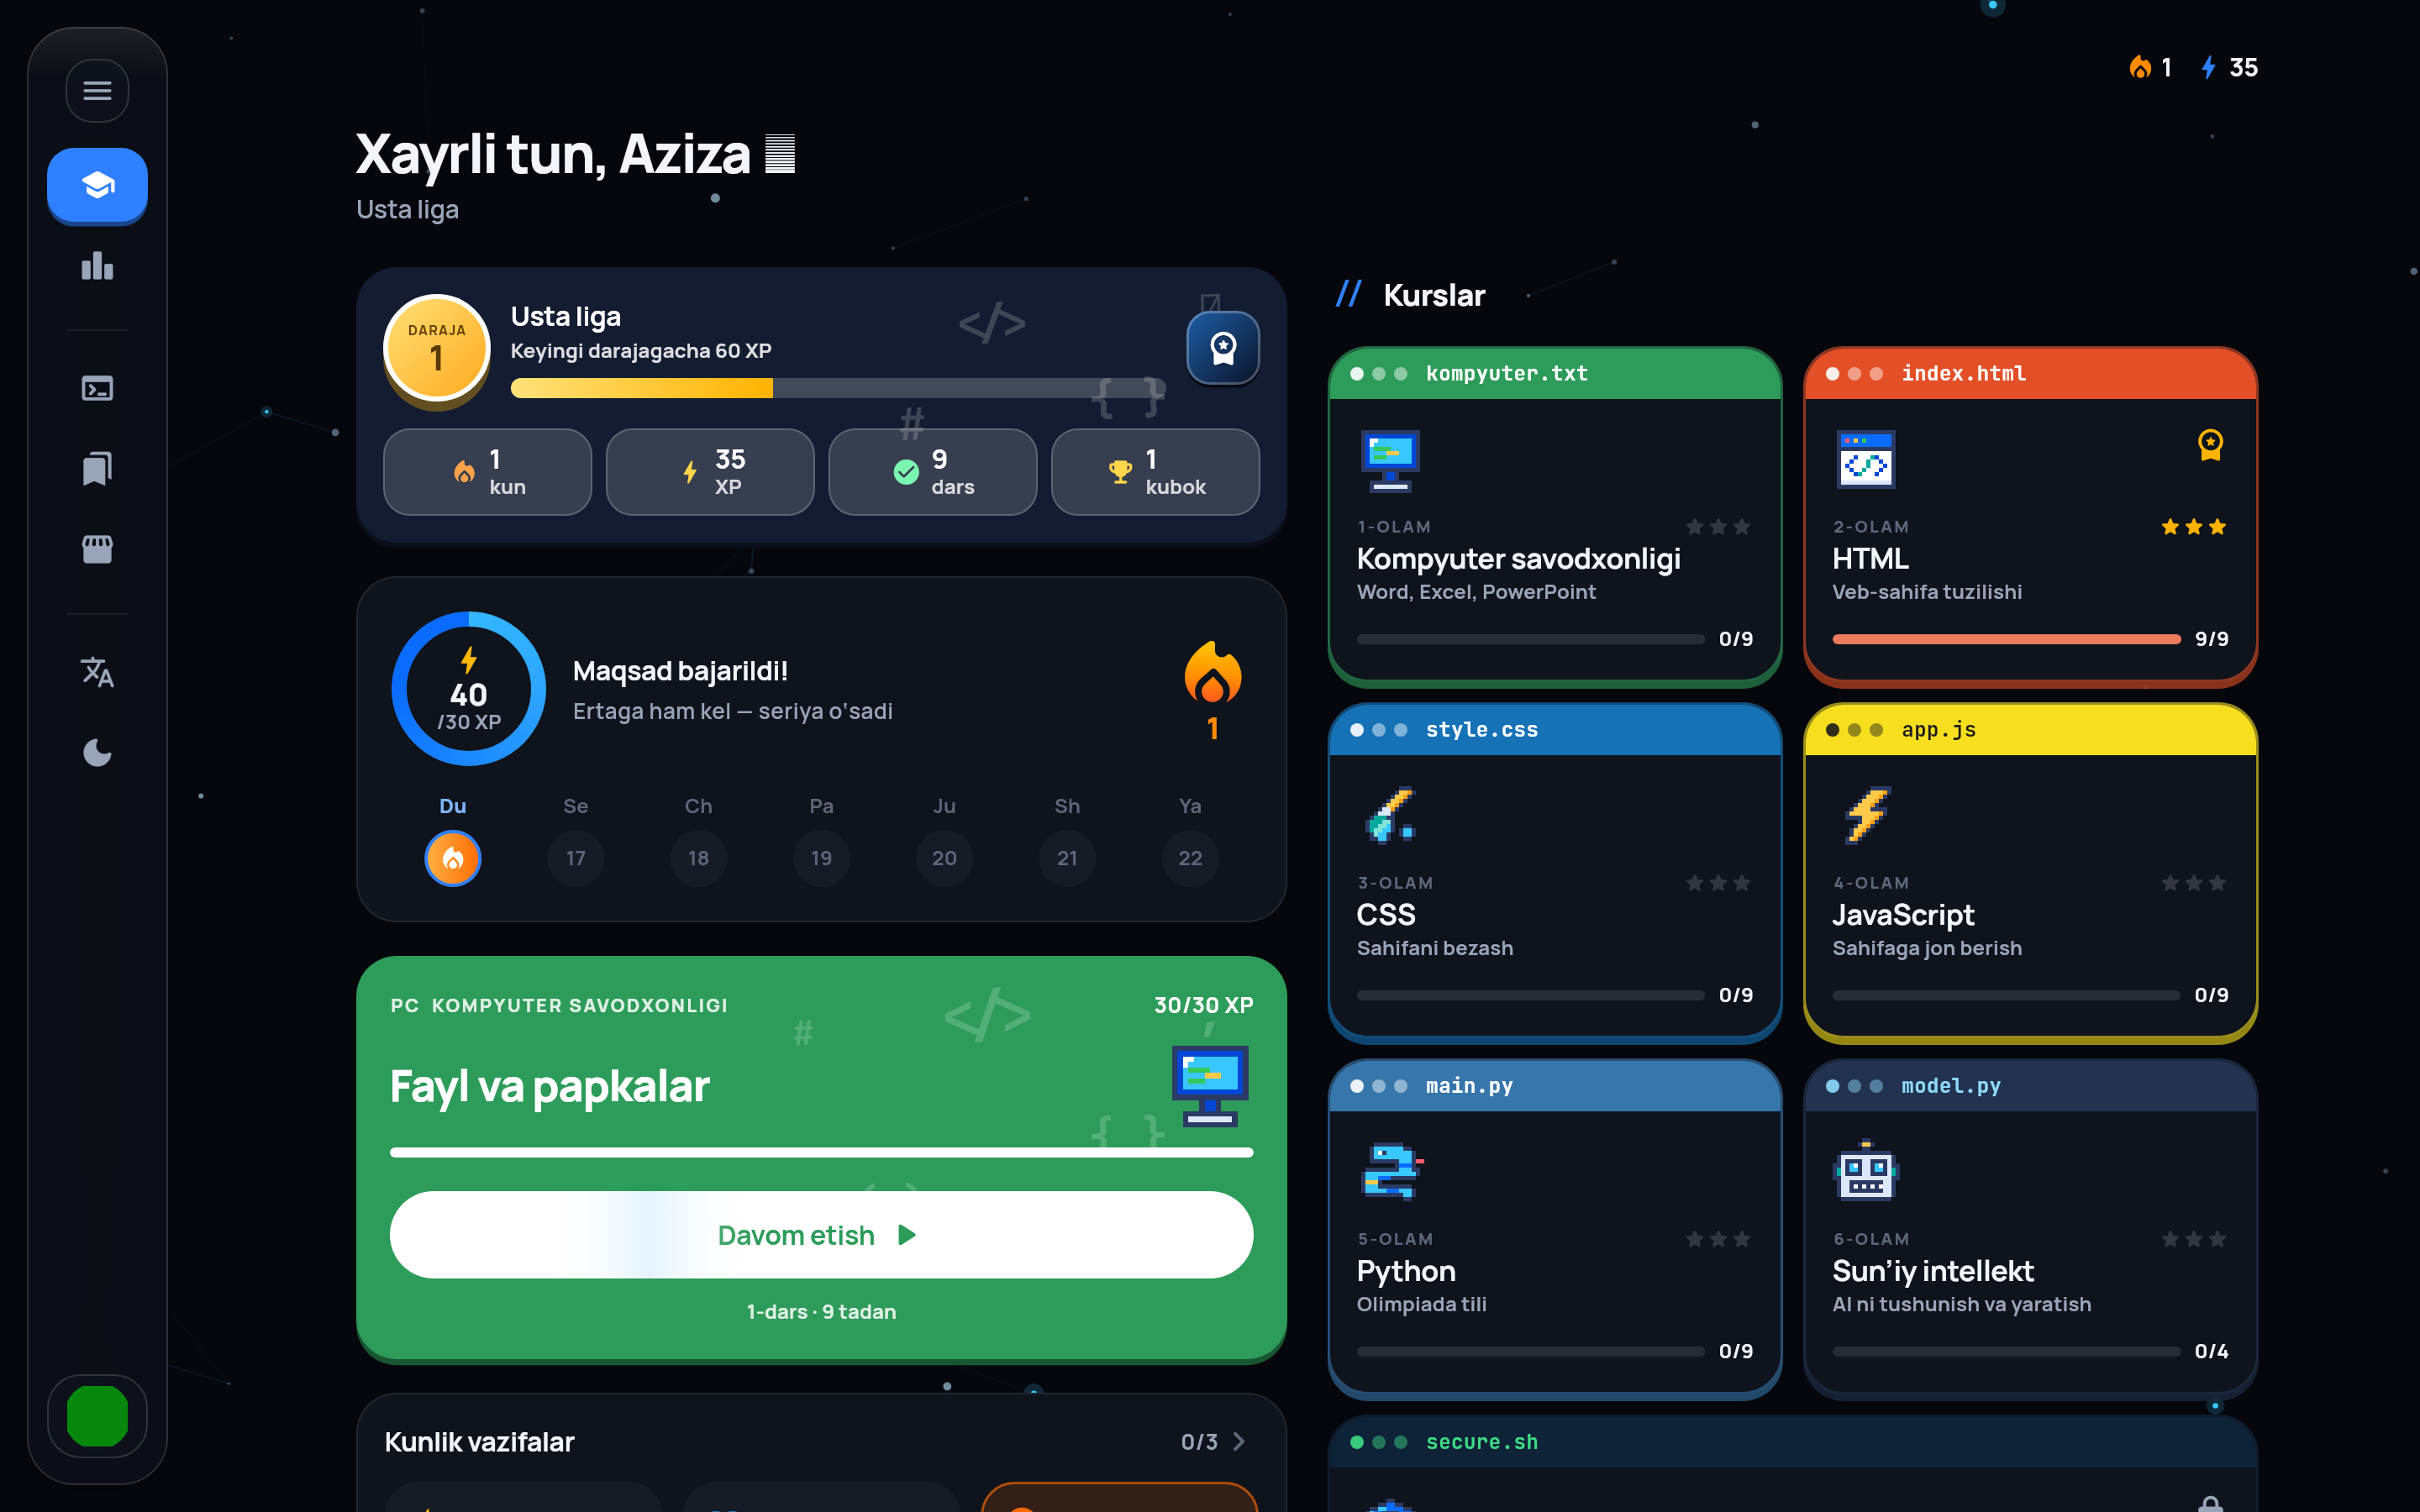 1 35
Xayrli tun, Aziza
Usta liga
DARAJA
1
Usta liga
Keyingi darajagacha 60 XP
</>
{ }
#
1
kun
35
XP
9
dars
1
kubok
40
/30 XP
Maqsad bajarildi!
Ertaga ham kel — seriya o‘sadi
1
Du Se Ch Pa Ju Sh Ya
17 18 19 20 21 22
PC KOMPYUTER SAVODXONLIGI
30/30 XP
#
</>
Fayl va papkalar
{ }
Davom etish
1-dars · 9 tadan
Kunlik vazifalar
0/3
// Kurslar
kompyuter.txt
1-OLAM
Kompyuter savodxonligi
Word, Excel, PowerPoint
0/9
index.html
2-OLAM
HTML
Veb-sahifa tuzilishi
9/9
style.css
3-OLAM
CSS
Sahifani bezash
0/9
app.js
4-OLAM
JavaScript
Sahifaga jon berish
0/9
main.py
5-OLAM
Python
Olimpiada tili
0/9
model.py
6-OLAM
Sun’iy intellekt
AI ni tushunish va yaratish
0/4
secure.sh